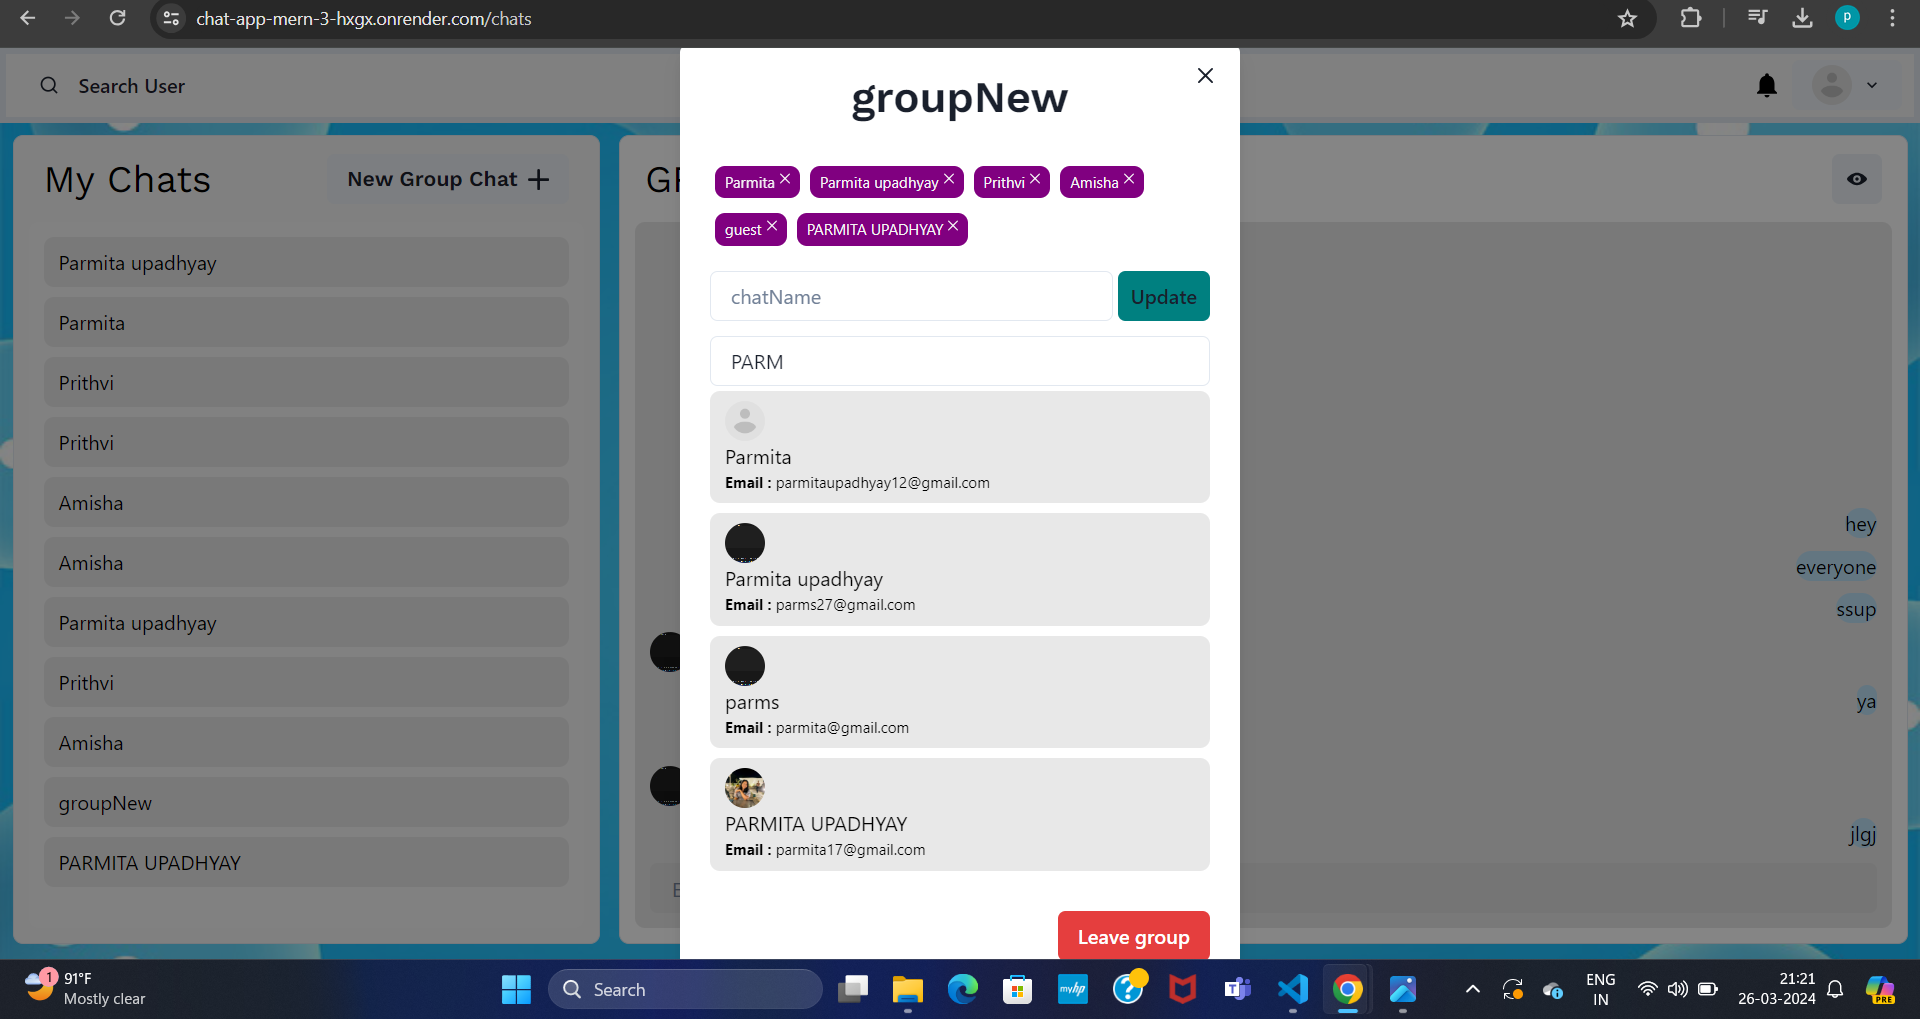 chat-app-mern-3-hxgx.onrender.com/chats
p
Search User
My Chats
New Group Chat +
Parmita upadhyay
Parmita
Prithvi
Prithvi
Amisha
Amisha
Parmita upadhyay
Prithvi
Amisha
groupNew
PARMITA UPADHYAY
groupNew
Parmita
Parmita upadhyay
Prithvi
Amisha
guest
PARMITA UPADHYAY
chatName
Update
PARM
Parmita
Email : parmitaupadhyay12@gmail.com
Parmita upadhyay
Email : parms27@gmail.com
parms
Email : parmita@gmail.com
PARMITA UPADHYAY
Email : parmita17@gmail.com
Leave group
hey
everyone
ssup
ya
jlgj
1
91°F
Mostly clear
Search
myhp
ENG
IN
21:21
26-03-2024
PRE